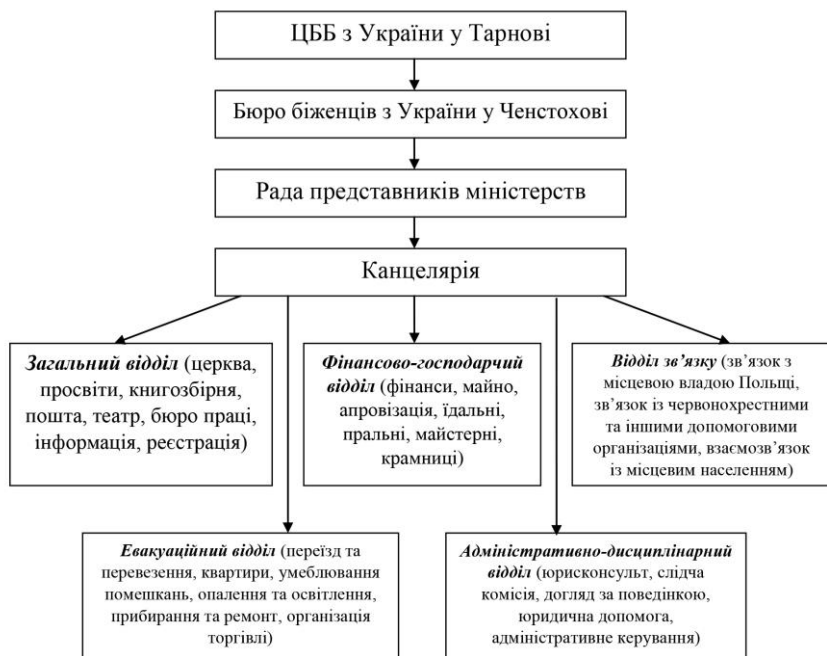 ЦББ з України у Тарнові
Бюро біженців з України у Ченстохові
Рада представників міністерств
Канцелярія
Загальний відділ (церква,
просвіти, книгозбірня,
пошта, театр, бюро праці,
інформація, реєстрація)
Фінансово-господарчий
відділ (фінанси, майно,
апровізація, їдальні,
пральні, майстерні,
крамниці)
Відділ зв’язку (зв’язок з
місцевою владою Польщі,
зв’язок із червонохрестними
та іншими допомоговими
організаціями, взаємозв’язок
із місцевим населенням)
Евакуаційний відділ (переїзд та
перевезення, квартири, умеблювання
помешкань, опалення та освітлення,
прибирання та ремонт, організація
торгівлі)
Адміністративно-дисциплінарний
відділ (юрисконсульт, слідча
комісія, догляд за поведінкою,
юридична допомога,
адміністративне керування)